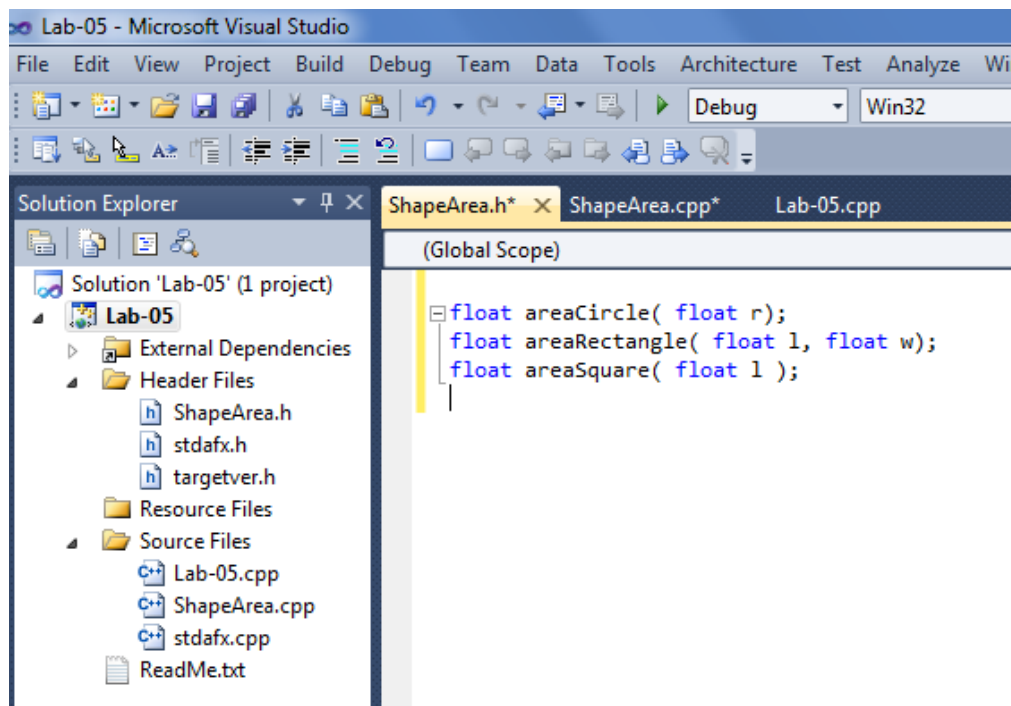 Lab-05 - Microsoft Visual Studio
File Edit View Project Build Debug Team Data Tools Architecture Test Analyze Wi
Debug Win32
Solution Explorer
ShapeArea.h* ShapeArea.cpp* Lab-05.cpp
(Global Scope)
Solution 'Lab-05' (1 project)
Lab-05
External Dependencies
Header Files
ShapeArea.h
stdafx.h
targetver.h
Resource Files
Source Files
Lab-05.cpp
ShapeArea.cpp
stdafx.cpp
ReadMe.txt
float areaCircle( float r);
float areaRectangle( float l, float w);
float areaSquare( float l );